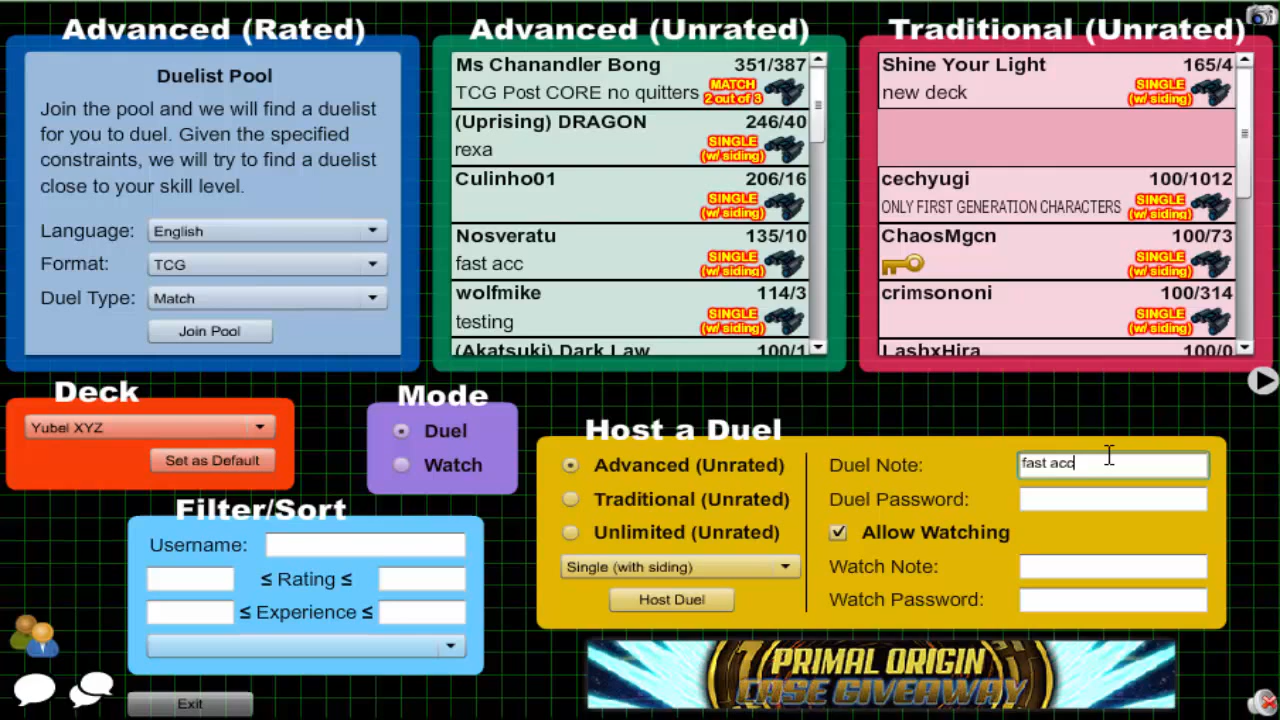 Advanced (Rated)
Duelist Pool
Join the pool and we will find a duelist
for you to duel. Given the specified
constraints, we will try to find a duelist
close to your skill level.
Language: English
Format: TCG
Duel Type: Match
Join Pool
Advanced (Unrated)
Ms Chanandler Bong 351/387
TCG Post CORE no quitters MATCH
2 out of 3
(Uprising) DRAGON 246/40
rexa SINGLE
(w/ siding)
Culinho01 206/16
SINGLE
(w/ siding)
Nosveratu 135/10
fast acc SINGLE
(w/ siding)
wolfmike 114/3
testing SINGLE
(w/ siding)
(Akatsuki) Dark Law 100/1
Traditional (Unrated)
Shine Your Light 165/4
new deck SINGLE
(w/ siding)
cechyugi 100/1012
ONLY FIRST GENERATION CHARACTERS SINGLE
(w/ siding)
ChaosMgcn 100/73
SINGLE
(w/ siding)
crimsononi 100/314
SINGLE
(w/ siding)
LashxHira 100/0
Deck
Yubel XYZ
Set as Default
Mode
Duel
Watch
Filter/Sort
Username:
≤ Rating ≤
≤ Experience ≤
Exit
Host a Duel
Advanced (Unrated)
Traditional (Unrated)
Unlimited (Unrated)
Single (with siding)
Host Duel
Duel Note: fast acc
Duel Password:
Allow Watching
Watch Note:
Watch Password:
PRIMAL ORIGIN
CASE GIVEAWAY